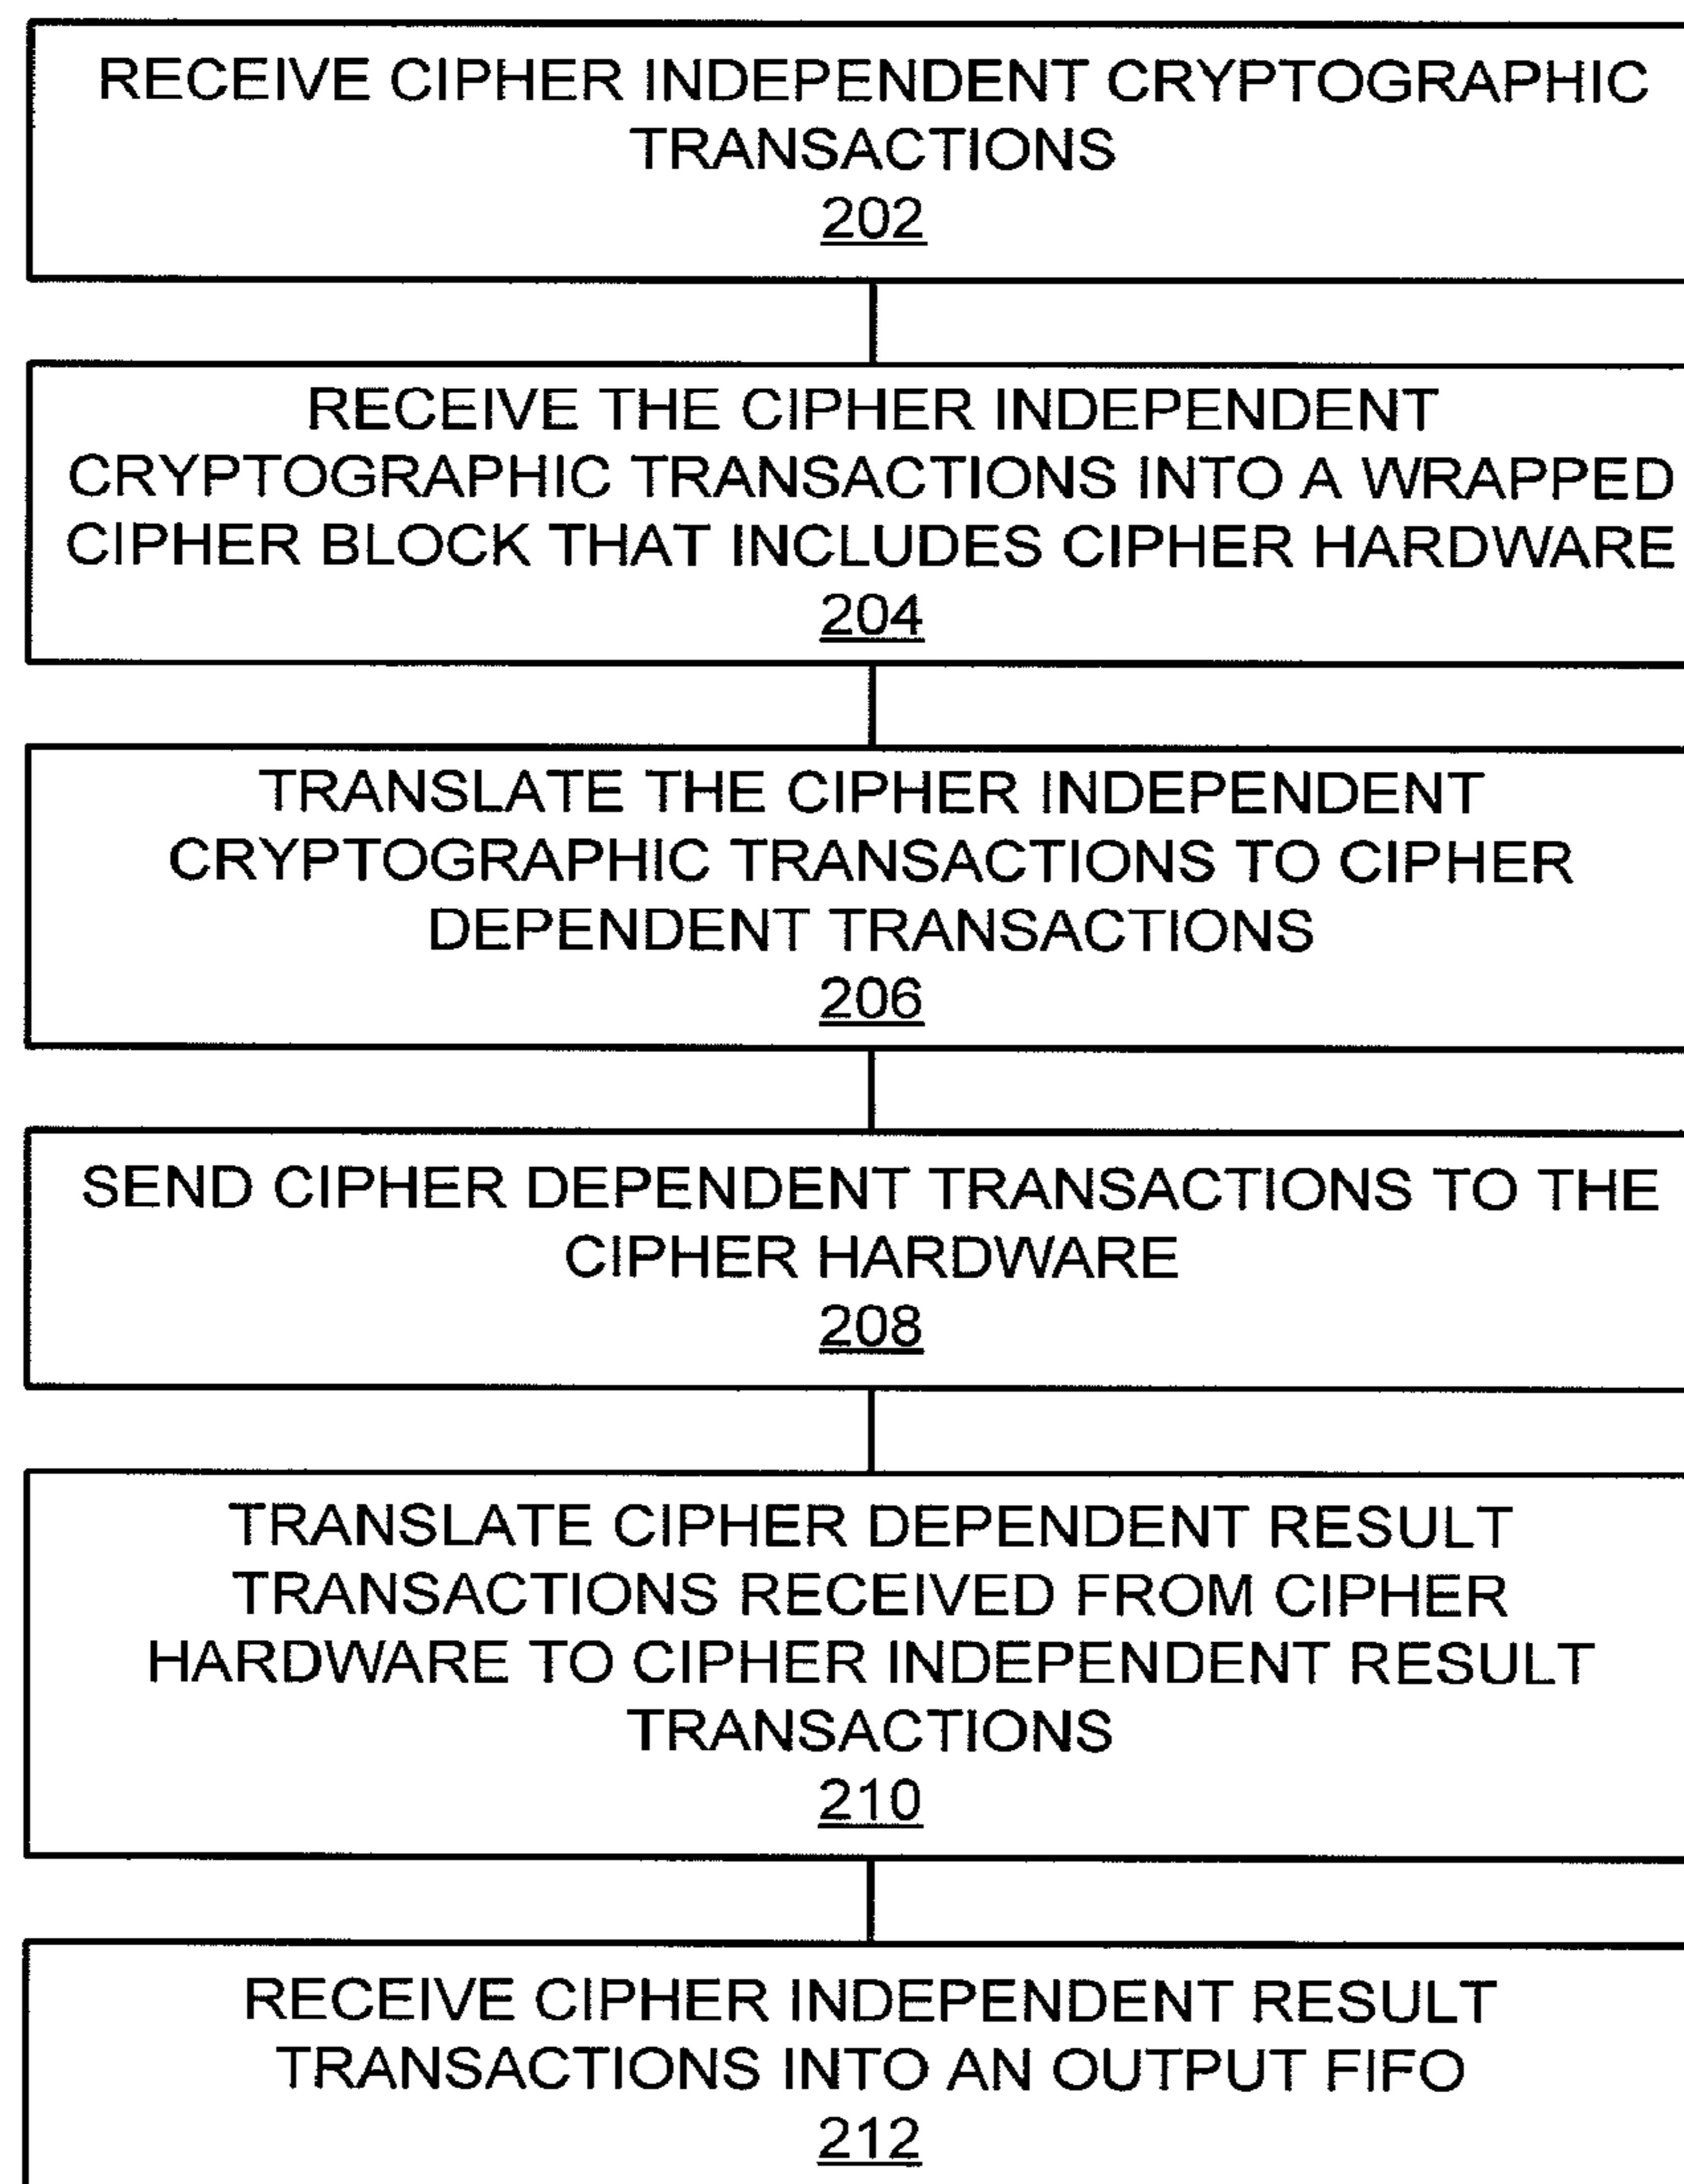 RECEIVE CIPHER INDEPENDENT CRYPTOGRAPHIC
TRANSACTIONS
202
RECEIVE THE CIPHER INDEPENDENT
CRYPTOGRAPHIC TRANSACTIONS INTO A WRAPPED
CIPHER BLOCK THAT INCLUDES CIPHER HARDWARE
204
TRANSLATE THE CIPHER INDEPENDENT
CRYPTOGRAPHIC TRANSACTIONS TO CIPHER
DEPENDENT TRANSACTIONS
206
SEND CIPHER DEPENDENT TRANSACTIONS TO THE
CIPHER HARDWARE
208
TRANSLATE CIPHER DEPENDENT RESULT
TRANSACTIONS RECEIVED FROM CIPHER
HARDWARE TO CIPHER INDEPENDENT RESULT
TRANSACTIONS
210
RECEIVE CIPHER INDEPENDENT RESULT
TRANSACTIONS INTO AN OUTPUT FIFO
212